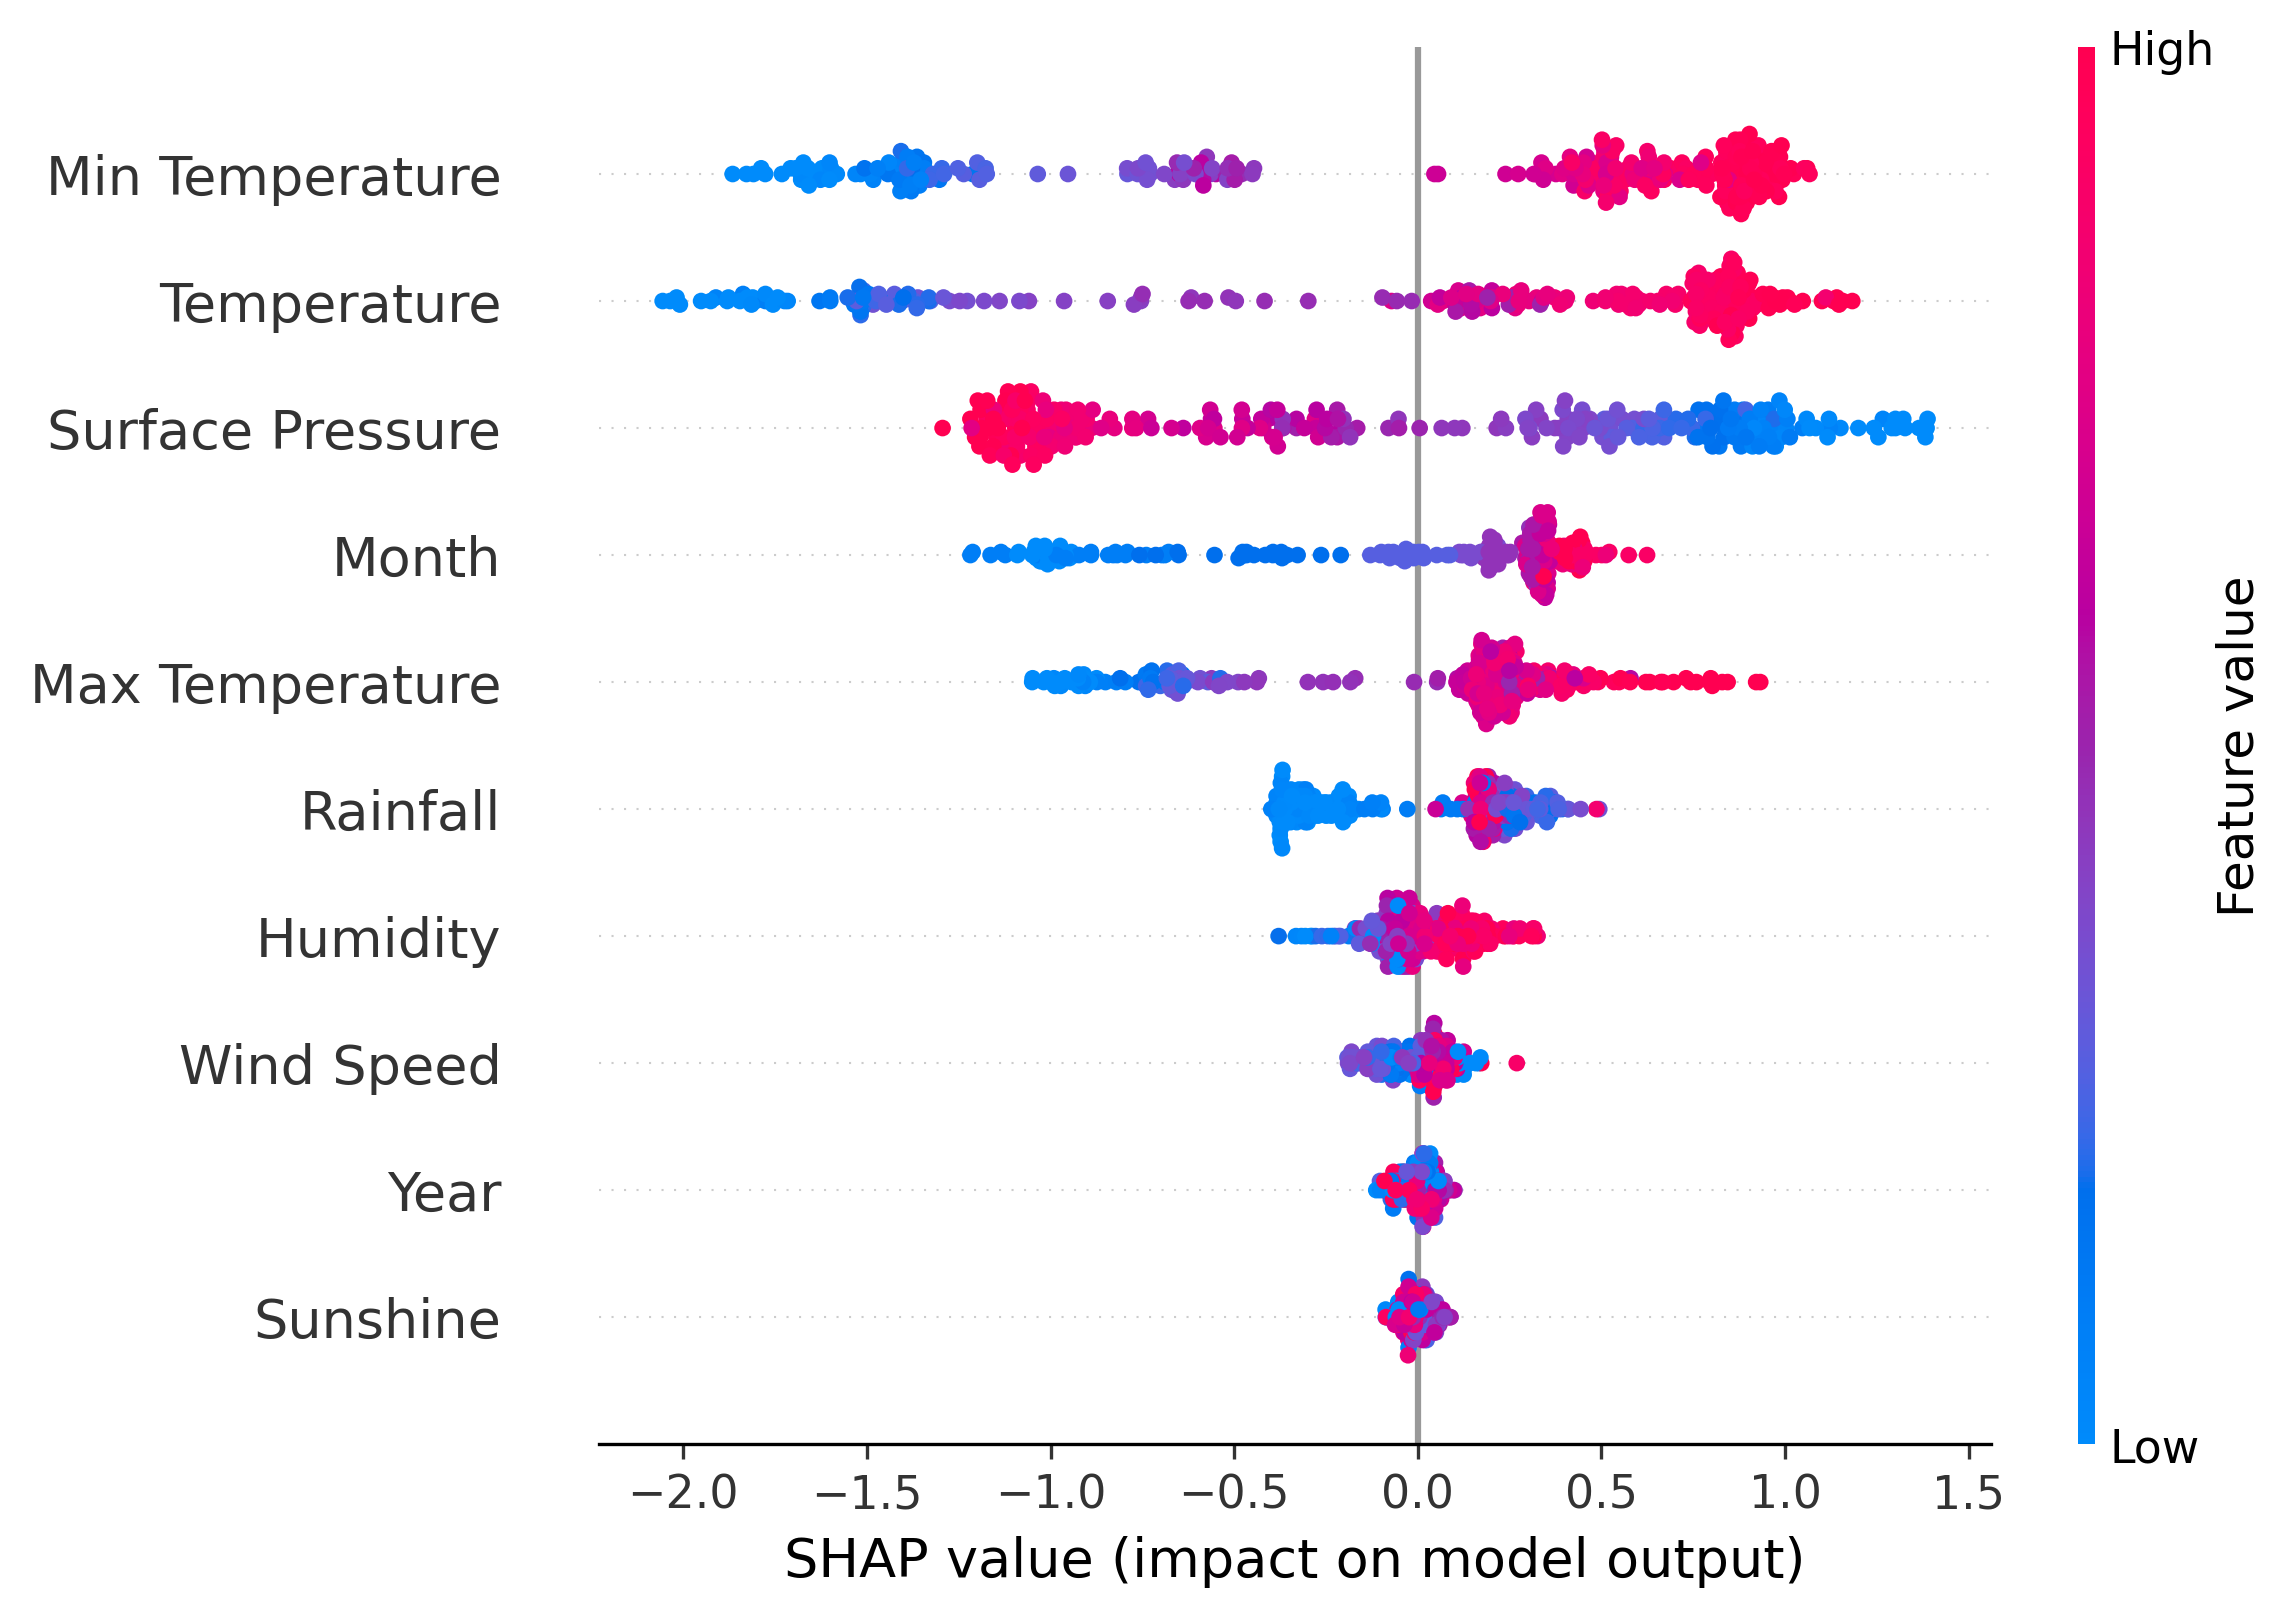 High
Min Temperature
Temperature
Surface Pressure
Month
Max Temperature
Rainfall
Humidity
Wind Speed
Year
Sunshine
Feature value
Low
−2.0 −1.5 −1.0 −0.5 0.0 0.5 1.0 1.5
SHAP value (impact on model output)